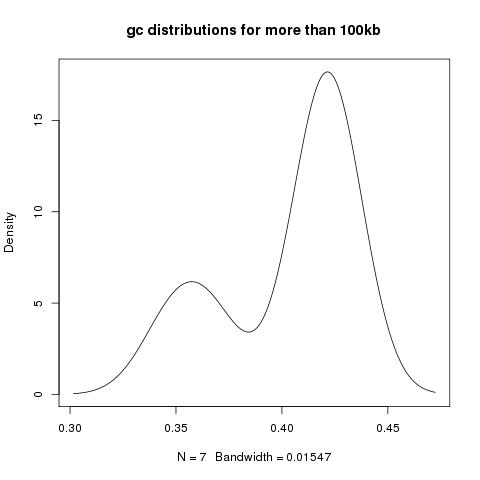 gc distributions for more than 100kb
Density
15
10
5
0
0.30 0.35 0.40 0.45
N = 7 Bandwidth = 0.01547